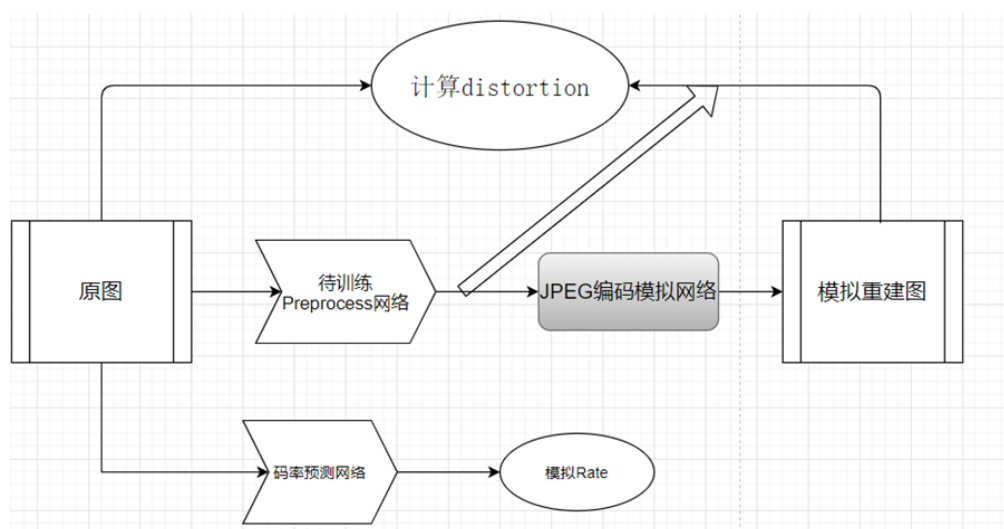 计算distortion
原图
待训练
Preprocess网络
JPEG编码模拟网络
模拟重建图
码率预测网络
模拟Rate